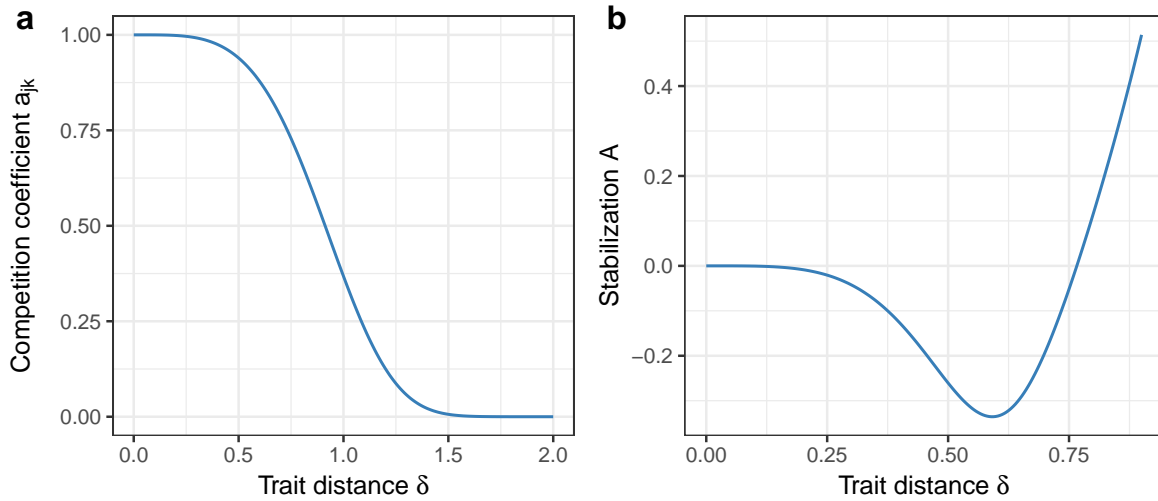 a
Competition coefficient ajk
1.00
0.75
0.50
0.25
0.00
0.0 0.5 1.0 1.5 2.0
Trait distance δ
b
Stabilization A
0.4
0.2
0.0
−0.2
0.00 0.25 0.50 0.75
Trait distance δ